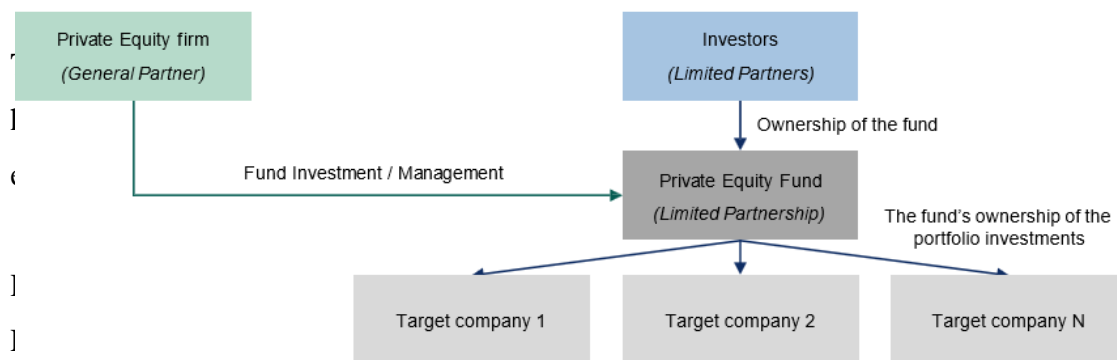 Private Equity firm
(General Partner)
Investors
(Limited Partners)
Ownership of the fund
Fund Investment / Management
Private Equity Fund
(Limited Partnership)
The fund's ownership of the
portfolio investments
Target company 1
Target company 2
Target company N